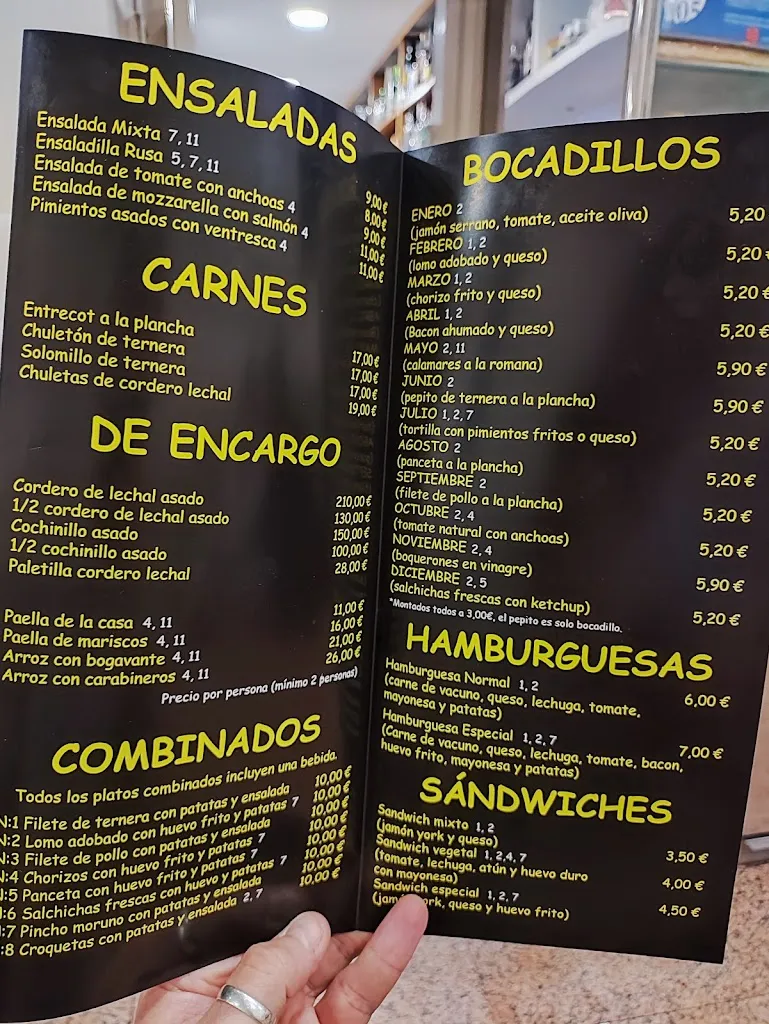 ENSALADAS
Ensalada Mixta 7, 11 9,00 €
Ensaladilla Rusa 5, 7, 11 8,00 €
Ensalada de tomate con anchoas 4 9,00 €
Ensalada de mozzarella con salmón 4 11,00 €
Pimientos asados con ventresca 4 11,00 €
CARNES
Entrecot a la plancha 17,00 €
Chuletón de ternera 17,00 €
Solomillo de ternera 17,00 €
Chuletas de cordero lechal 19,00 €
DE ENCARGO
Cordero de lechal asado 210,00 €
1/2 cordero de lechal asado 130,00 €
Cochinillo asado 150,00 €
1/2 cochinillo asado 100,00 €
Paletilla cordero lechal 28,00 €
Paella de la casa 4, 11 11,00 €
Paella de mariscos 4, 11 16,00 €
Arroz con bogavante 4, 11 21,00 €
Arroz con carabineros 4, 11 26,00 €
Precio por persona (mínimo 2 personas)
COMBINADOS
Todos los platos combinados incluyen una bebida.
N:1 Filete de ternera con patatas y ensalada 10,00 €
N:2 Lomo adobado con huevo frito y patatas 7 10,00 €
N:3 Filete de pollo con patatas y ensalada 10,00 €
:4 Chorizos con huevo frito y patatas 7 10,00 €
:5 Panceta con huevo frito y patatas 7 10,00 €
:6 Salchichas frescas con huevo y patatas 7 10,00 €
:7 Pincho moruno con patatas y ensalada 10,00 €
:8 Croquetas con patatas y ensalada 2, 7 10,00 €
BOCADILLOS
ENERO 2
(jamón serrano, tomate, aceite oliva) 5,20
FEBRERO 1, 2
(lomo adobado y queso) 5,20 €
MARZO 1, 2
(chorizo frito y queso) 5,20 €
ABRIL 1, 2
(Bacon ahumado y queso) 5,20 €
MAYO 2, 11
(calamares a la romana) 5,90 €
JUNIO 2
(pepito de ternera a la plancha) 5,90 €
JULIO 1, 2, 7
(tortilla con pimientos fritos o queso) 5,20 €
AGOSTO 2
(panceta a la plancha) 5,20 €
SEPTIEMBRE 2
(filete de pollo a la plancha) 5,20 €
OCTUBRE 2, 4
(tomate natural con anchoas) 5,20 €
NOVIEMBRE 2, 4
(boquerones en vinagre) 5,90 €
DICIEMBRE 2, 5
(salchichas frescas con ketchup) 5,20 €
*Montados todos a 3,00€, el pepito es solo bocadillo.
HAMBURGUESAS
Hamburguesa Normal 1, 2 6,00 €
(carne de vacuno, queso, lechuga, tomate,
mayonesa y patatas)
Hamburguesa Especial 1, 2, 7 7,00 €
(Carne de vacuno, queso, lechuga, tomate, bacon,
huevo frito, mayonesa y patatas)
SÁNDWICHES
Sandwich mixto 1, 2
(jamón york y queso) 3,50 €
Sandwich vegetal 1, 2, 4, 7
(tomate, lechuga, atún y huevo duro 4,00 €
con mayonesa)
Sandwich especial 1, 2, 7 4,50 €
york, queso y huevo frito)